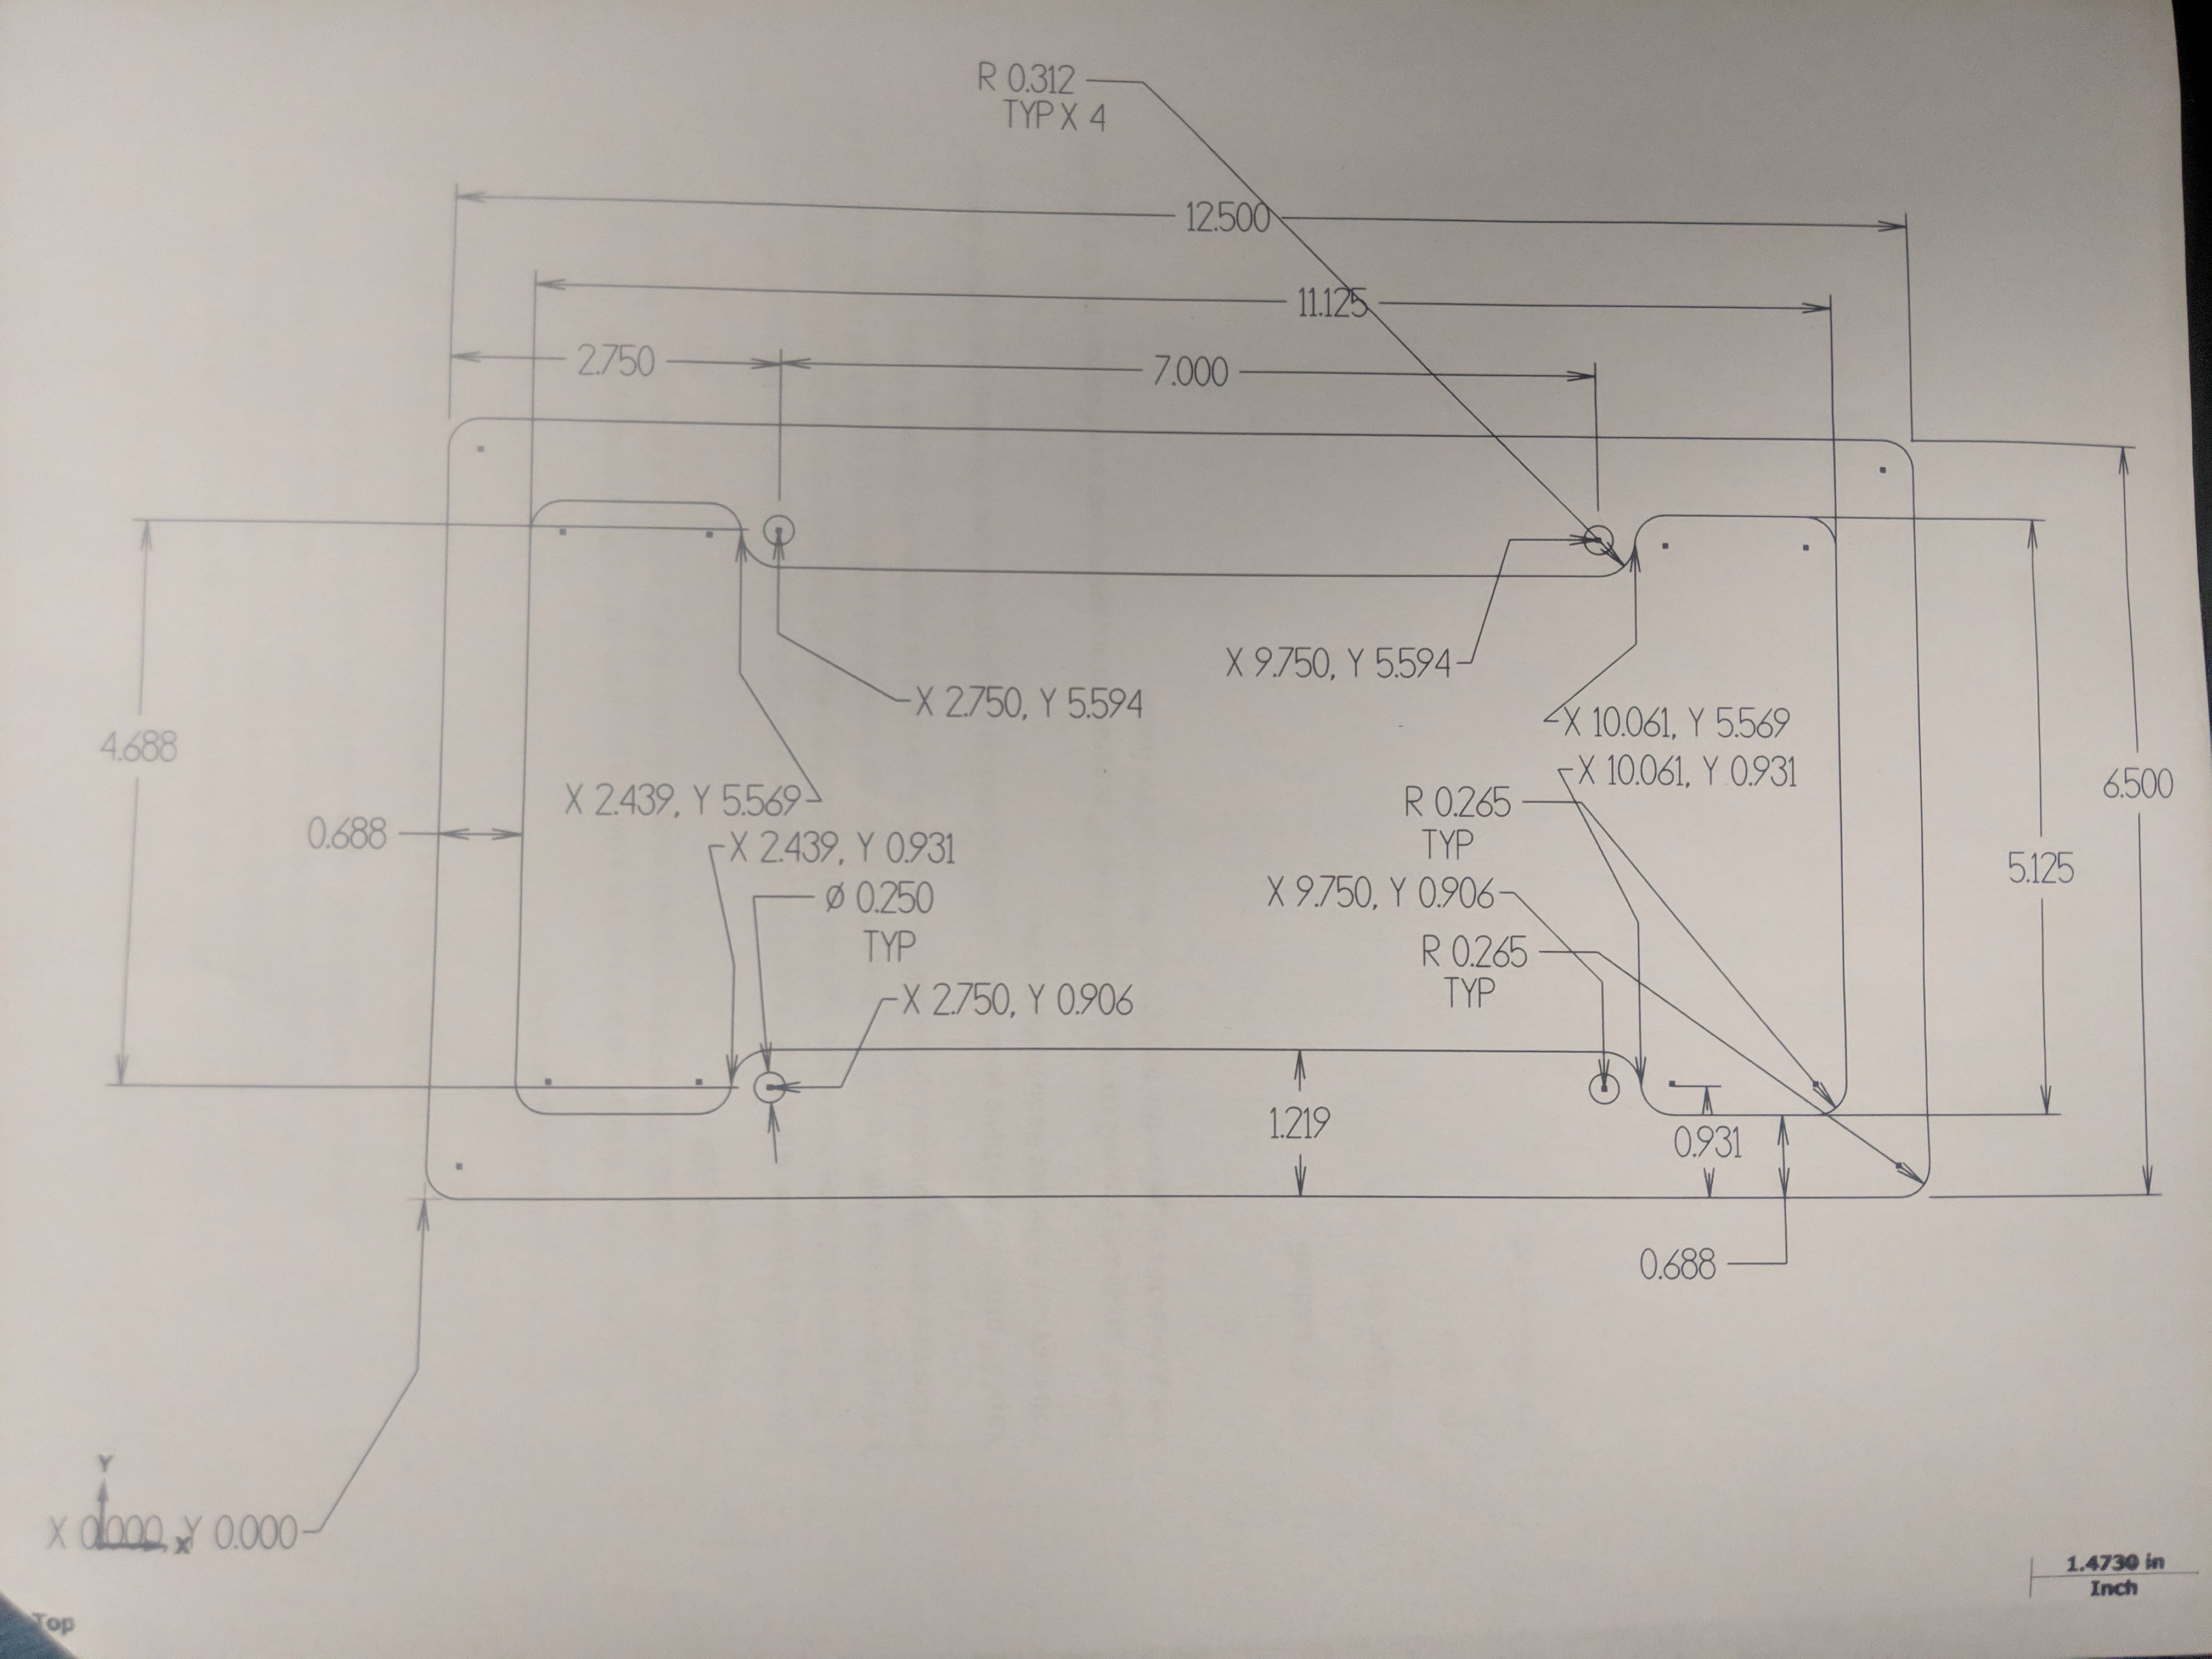 R 0.312
TYP X 4
12.500
11.125
2.750
7.000
X 9.750, Y 5.594
X 2.750, Y 5.594
X 10.061, Y 5.569
4.688
X 10.061, Y 0.931
6.500
X 2.439, Y 5.569
R 0.265
TYP
0.688
X 2.439, Y 0.931
5.125
Ø 0.250
TYP
X 9.750, Y 0.906
R 0.265
TYP
X 2.750, Y 0.906
1.219
0.931
0.688
Y
X 0.000, Y 0.000
X
1.4730 in
Inch
Top